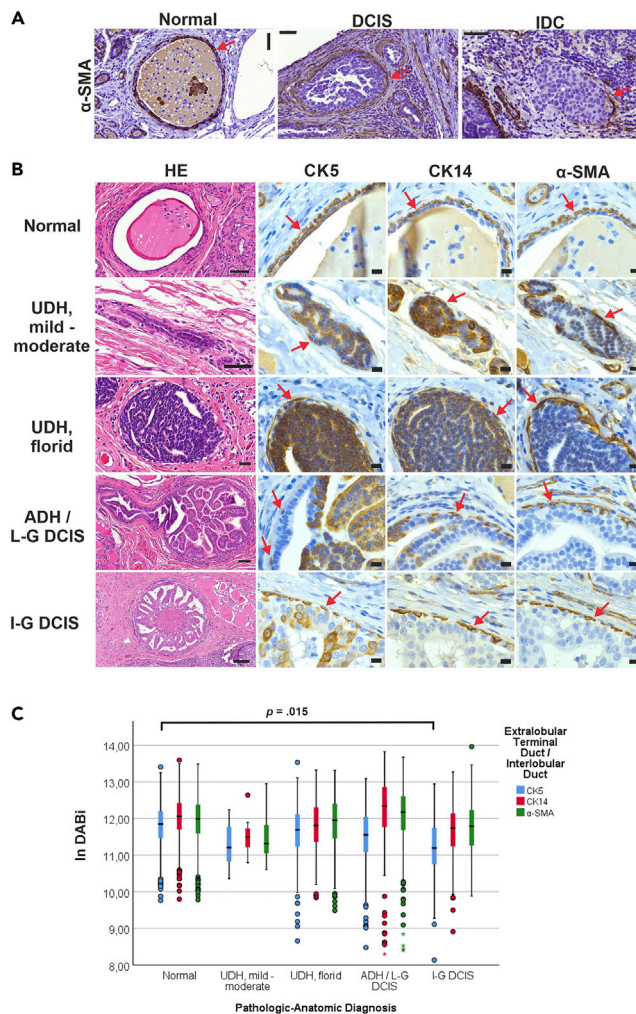 A
Normal
DCIS
IDC
α-SMA
B
HE
CK5
CK14
α-SMA
Normal
UDH,
mild -
moderate
UDH,
florid
ADH /
L-G DCIS
I-G DCIS
C
p = .015
Extralobular
Terminal
Duct /
Interlobular
Duct
CK5
CK14
α-SMA
ln DABi
14,00
13,00
12,00
11,00
10,00
9,00
8,00
Normal
UDH, mild -
moderate
UDH, florid
ADH / L-G
DCIS
I-G DCIS
Pathologic-Anatomic Diagnosis